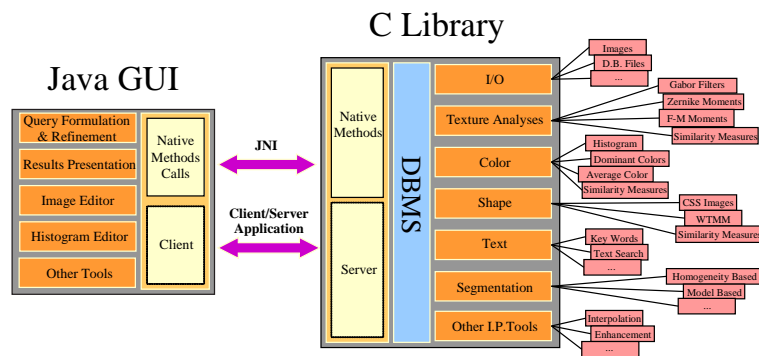 C Library
Java GUI
Query Formulation
& Refinement
Results Presentation
Image Editor
Histogram Editor
Other Tools
Native
Methods
Calls
Client
JNI
Client/Server
Application
Native
Methods
Server
DBMS
I/O
Texture Analyses
Color
Shape
Text
Segmentation
Other I.P.Tools
Images
D.B. Files
...
Gabor Filters
Zernike Moments
F-M Moments
Similarity Measures
Histogram
Dominant Colors
Average Color
Similarity Measures
CSS Images
WTMM
Similarity Measures
Key Words
Text Search
...
Homogeneity Based
Model Based
...
Interpolation
Enhancement
...